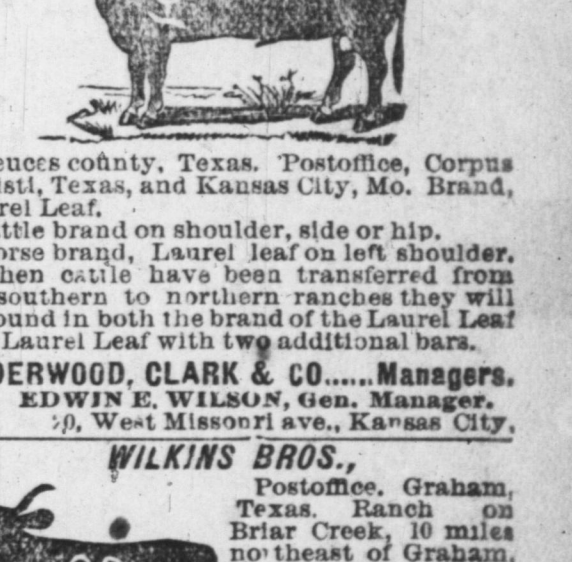 euces county, Texas. Postoffice, Corpus
isti, Texas, and Kansas City, Mo. Brand,
rel Leaf.
ttle brand on shoulder, side or hip.
orse brand, Laurel leaf on left shoulder.
hen cattle have been transferred from
southern to northern ranches they will
ound in both the brand of the Laurel Leaf
Laurel Leaf with two additional bars.
DERWOOD, CLARK & CO......Managers.
EDWIN E. WILSON, Gen. Manager.
0, West Missouri ave., Kansas City,
WILKINS BROS.,
Postoffice. Graham,
Texas. Ranch on
Briar Creek, 10 miles
northeast of Graham.